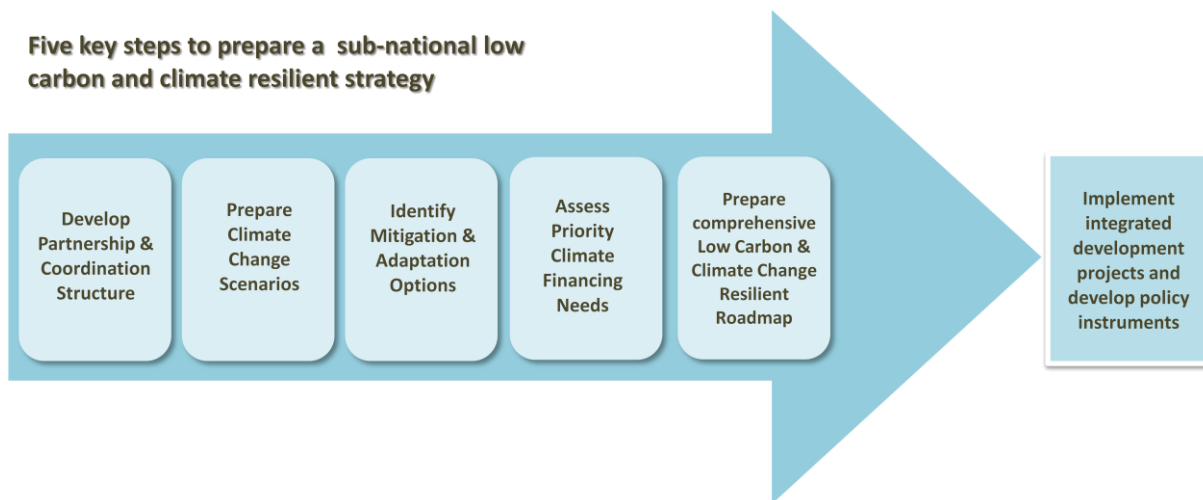 Five key steps to prepare a sub-national low
carbon and climate resilient strategy
Develop
Partnership &
Coordination
Structure
Prepare
Climate
Change
Scenarios
Identify
Mitigation &
Adaptation
Options
Assess
Priority
Climate
Financing
Needs
Prepare
comprehensive
Low Carbon &
Climate Change
Resilient
Roadmap
Implement
integrated
development
projects and
develop policy
instruments